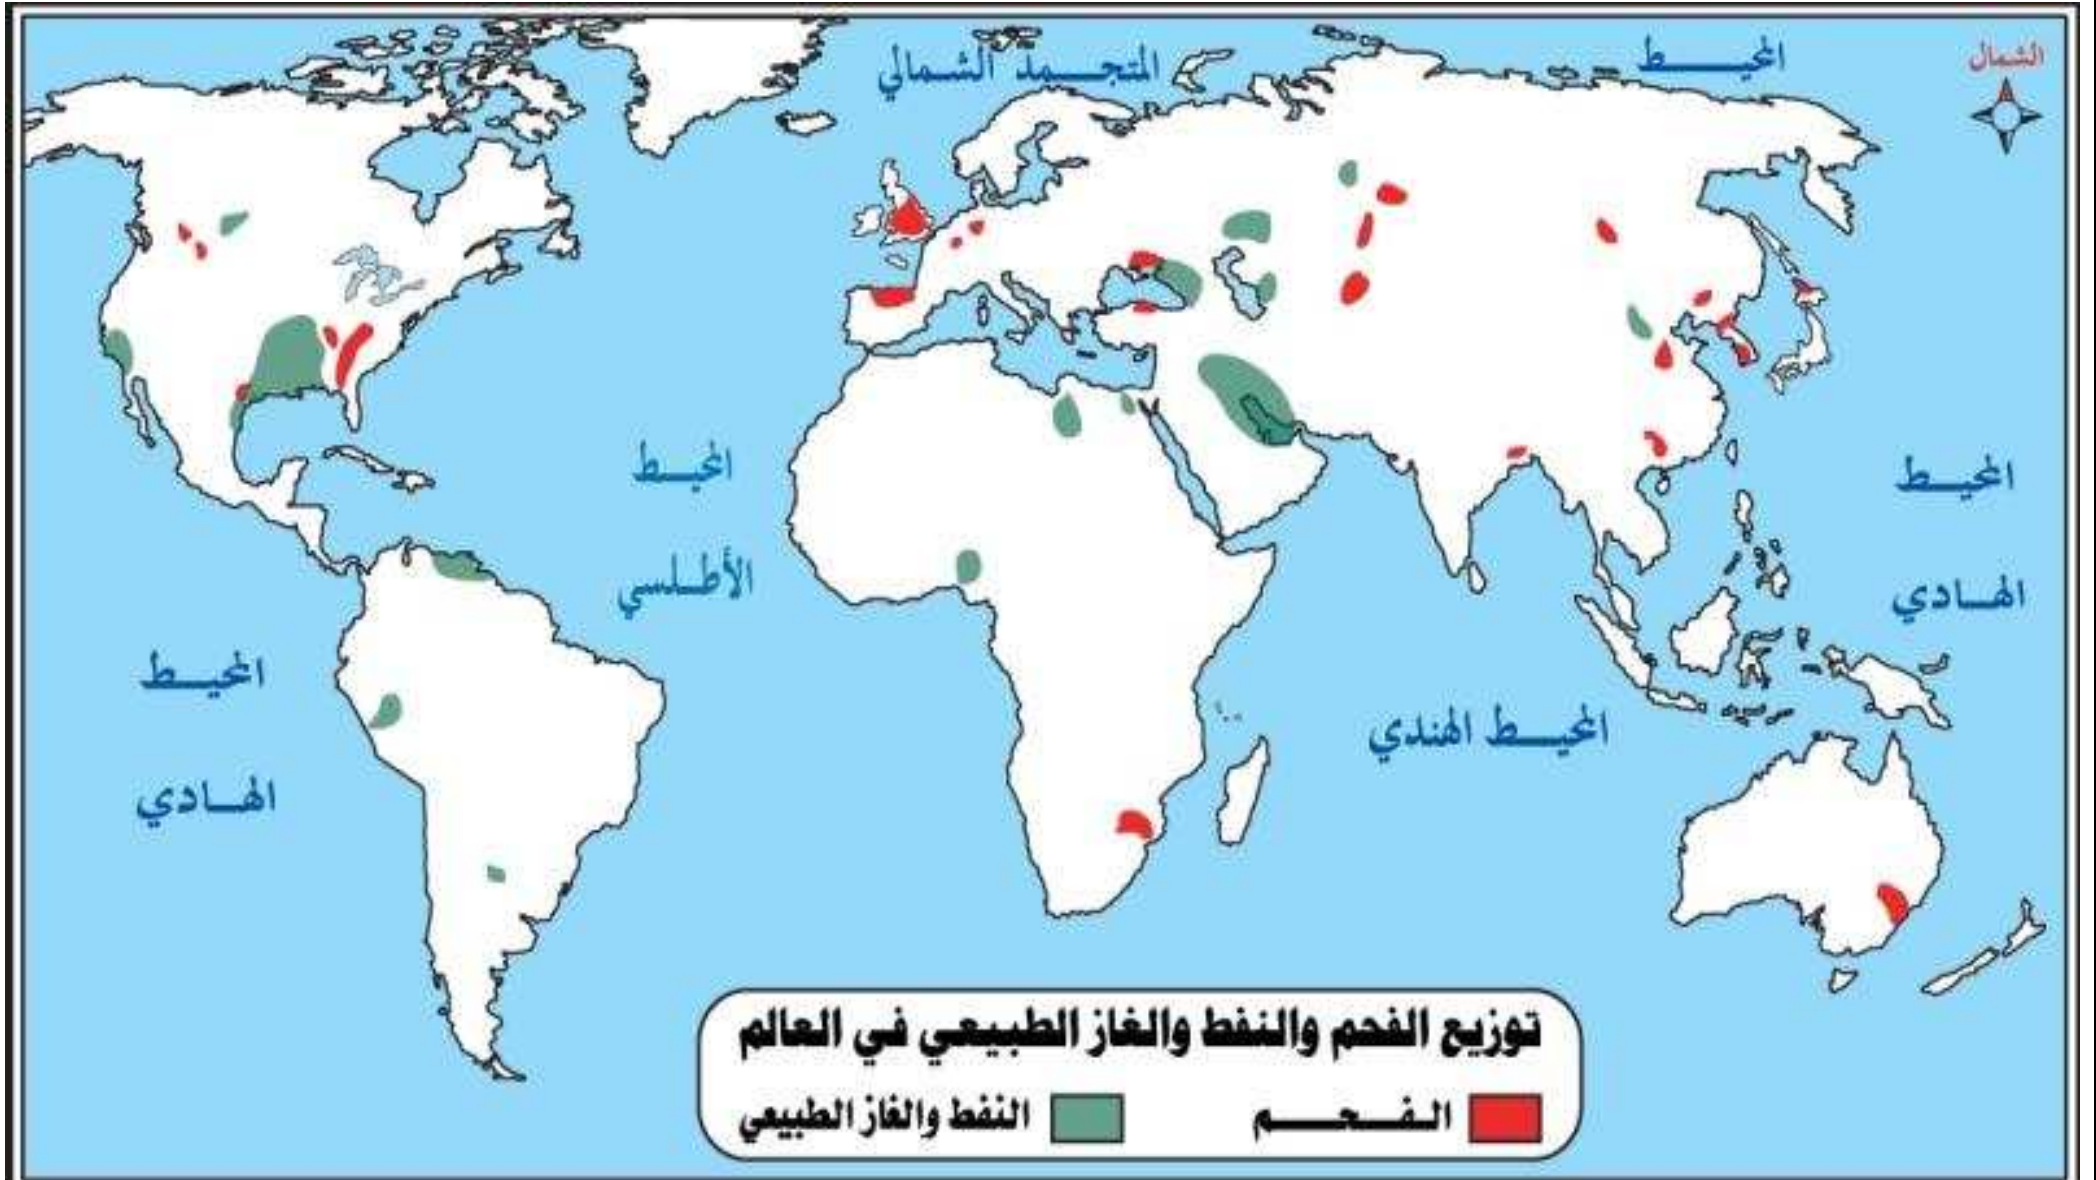 المحيط
المتجمد الشمالي
الشمال
المحيط
الأطلسي
المحيط
الهادي
المحيط
الهادي
المحيط الهندي
توزيع الفحم والنفط والغاز الطبيعي في العالم
الفحم
النفط والغاز الطبيعي